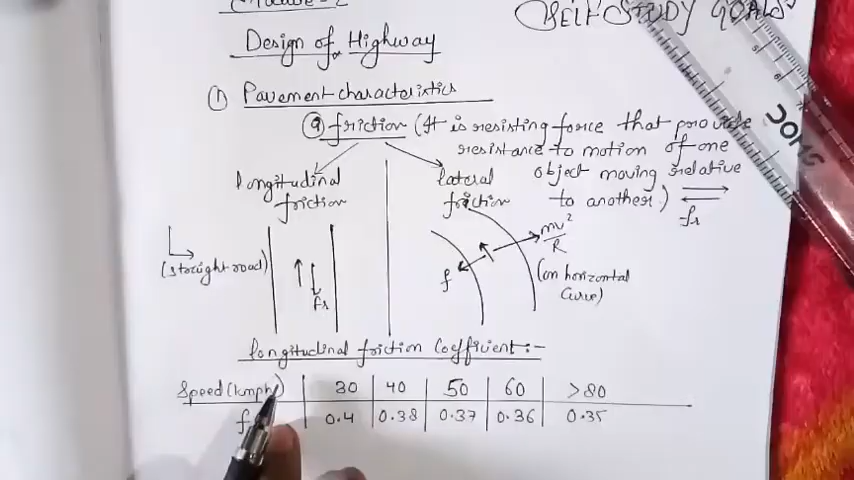 SELF STUDY GOALS
Design of Highway
① Pavement characteristics
ⓐ friction (It is resisting force that provide
resistance to motion of one
object moving relative
to another.)
fr
longitudinal
friction
lateral
friction
(straight road)
fr
f
mv²/R
(on horizontal
Curve)
longitudinal friction Cofficient:-
Speed (kmph) 30 40 50 60 >80
f 0.4 0.38 0.37 0.36 0.35